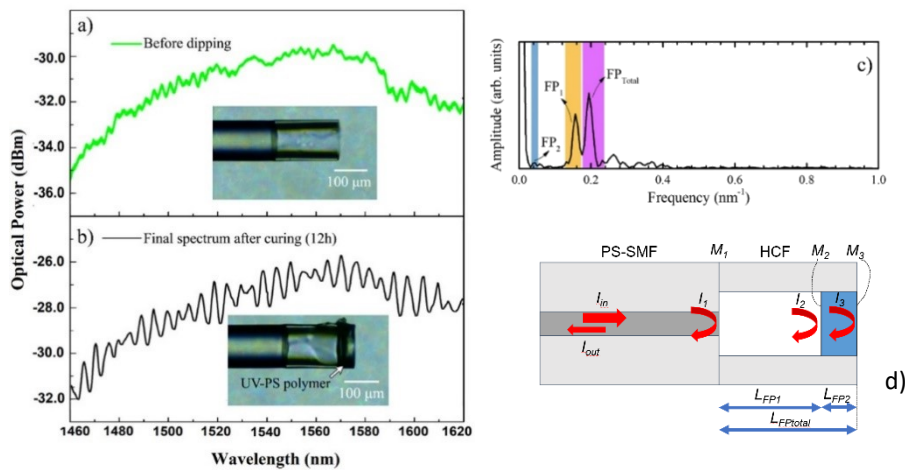 a)
Before dipping
-30.0
-32.0
-34.0
-36.0
100 μm
Optical Power (dBm)
b)
Final spectrum after curing (12h)
-26.0
-28.0
-30.0
-32.0
UV-PS polymer
100 μm
1460 1480 1500 1520 1540 1560 1580 1600 1620
Wavelength (nm)
c)
Amplitude (arb. units)
FP1
FPTotal
FP2
0.0 0.2 0.4 0.6 0.8 1.0
Frequency (nm-1)
PS-SMF M1 HCF M2 M3
Iin I1 I2 I3
Iout
d)
LFP1 LFP2
LFPtotal